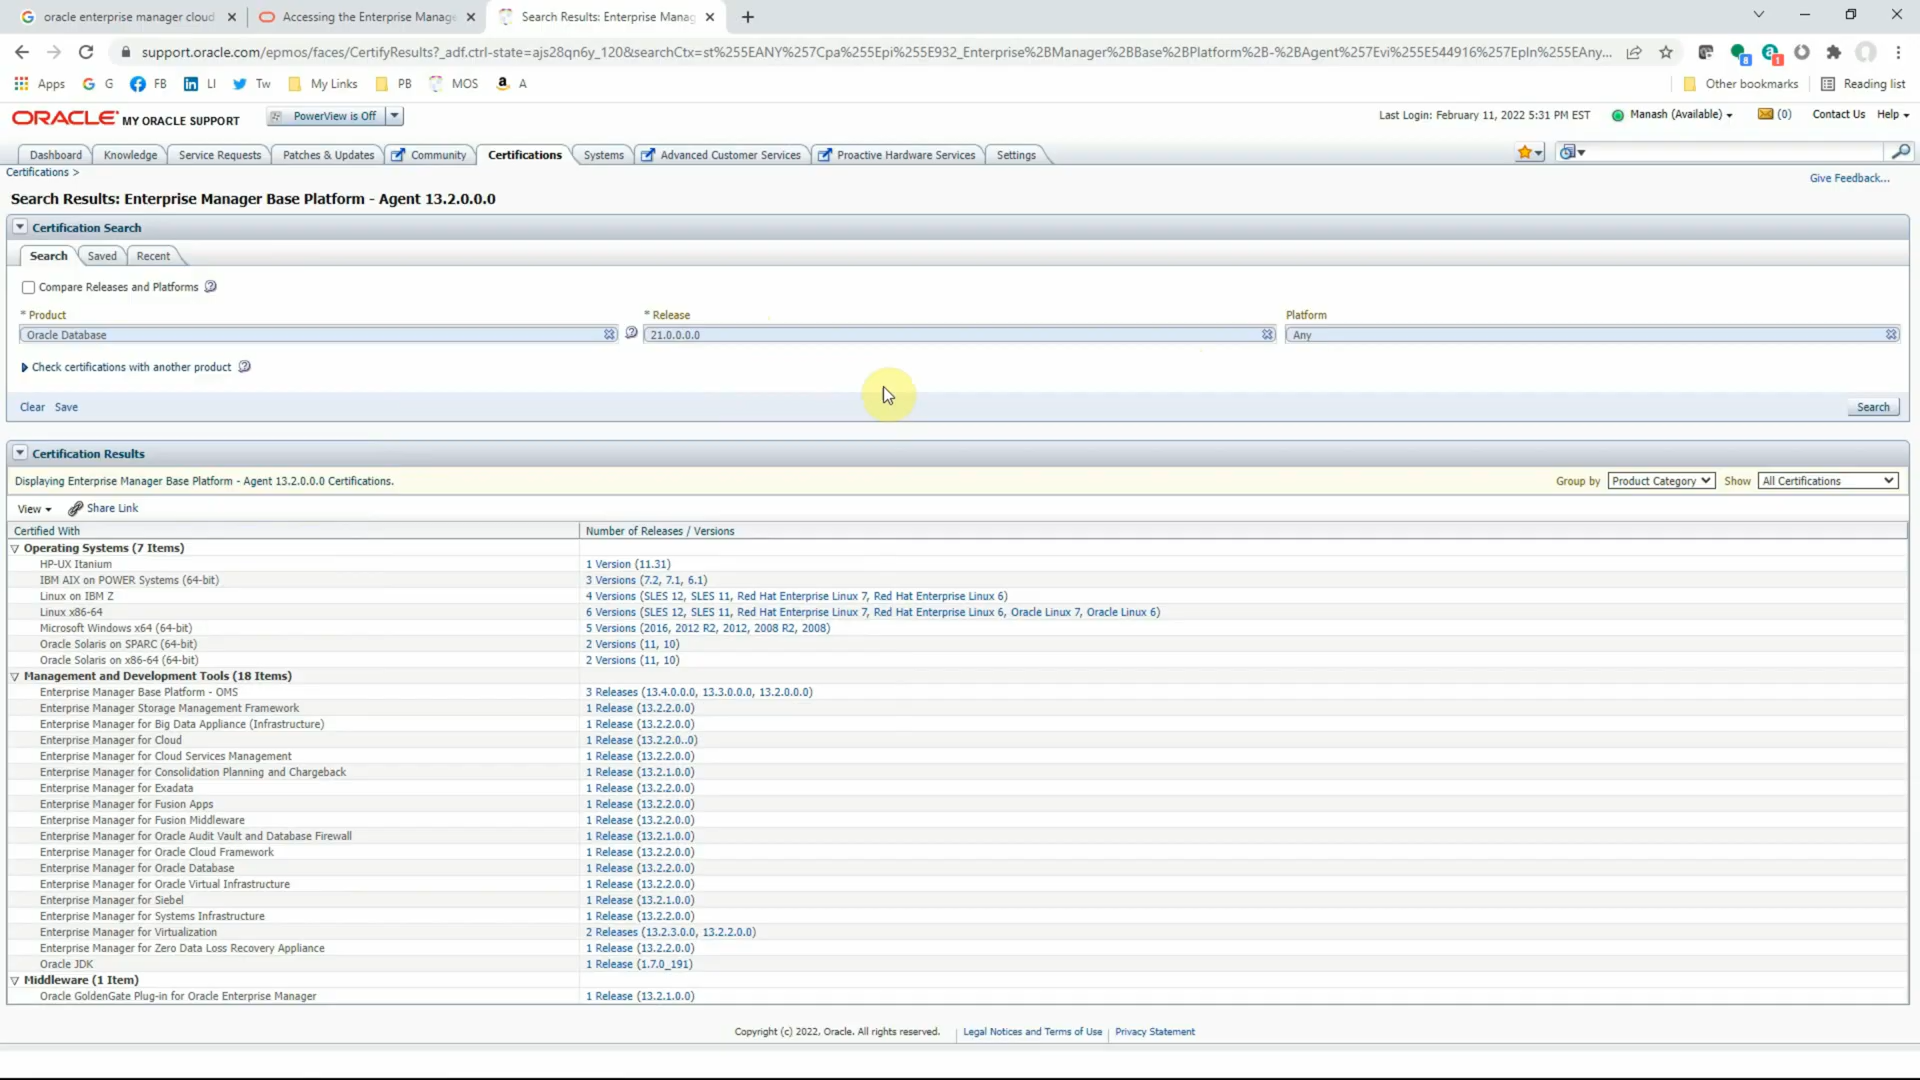 oracle enterprise manager cloud
Accessing the Enterprise Manage
Search Results: Enterprise Manag
support.oracle.com/epmos/faces/CertifyResults?_adf.ctrl-state=ajs28qn6y_120&searchCtx=st%255EANY%257Cpa%255Epi%255E932_Enterprise%2BManager%2BBase%2BPlatform%2B-%2BAgent%257Evi%255E544916%257Epln%255EAny...
8
1
Apps G FB LI Tw My Links PB MOS A Other bookmarks Reading list
ORACLE MY ORACLE SUPPORT PowerView is Off Last Login: February 11, 2022 5:31 PM EST Manash (Available) (0) Contact Us Help
Dashboard Knowledge Service Requests Patches & Updates Community Certifications Systems Advanced Customer Services Proactive Hardware Services Settings
Certifications >
Give Feedback...
Search Results: Enterprise Manager Base Platform - Agent 13.2.0.0.0
Certification Search
Search Saved Recent
Compare Releases and Platforms
* Product * Release Platform
Oracle Database 21.0.0.0.0 Any
Check certifications with another product
Clear Save Search
Certification Results
Displaying Enterprise Manager Base Platform - Agent 13.2.0.0.0 Certifications. Group by Product Category Show All Certifications
View Share Link
Certified With Number of Releases / Versions
Operating Systems (7 Items)
HP-UX Itanium 1 Version (11.31)
IBM AIX on POWER Systems (64-bit) 3 Versions (7.2, 7.1, 6.1)
Linux on IBM Z 4 Versions (SLES 12, SLES 11, Red Hat Enterprise Linux 7, Red Hat Enterprise Linux 6)
Linux x86-64 6 Versions (SLES 12, SLES 11, Red Hat Enterprise Linux 7, Red Hat Enterprise Linux 6, Oracle Linux 7, Oracle Linux 6)
Microsoft Windows x64 (64-bit) 5 Versions (2016, 2012 R2, 2012, 2008 R2, 2008)
Oracle Solaris on SPARC (64-bit) 2 Versions (11, 10)
Oracle Solaris on x86-64 (64-bit) 2 Versions (11, 10)
Management and Development Tools (18 Items)
Enterprise Manager Base Platform - OMS 3 Releases (13.4.0.0.0, 13.3.0.0.0, 13.2.0.0.0)
Enterprise Manager Storage Management Framework 1 Release (13.2.2.0.0)
Enterprise Manager for Big Data Appliance (Infrastructure) 1 Release (13.2.2.0.0)
Enterprise Manager for Cloud 1 Release (13.2.2.0..0)
Enterprise Manager for Cloud Services Management 1 Release (13.2.2.0.0)
Enterprise Manager for Consolidation Planning and Chargeback 1 Release (13.2.1.0.0)
Enterprise Manager for Exadata 1 Release (13.2.2.0.0)
Enterprise Manager for Fusion Apps 1 Release (13.2.2.0.0)
Enterprise Manager for Fusion Middleware 1 Release (13.2.2.0.0)
Enterprise Manager for Oracle Audit Vault and Database Firewall 1 Release (13.2.1.0.0)
Enterprise Manager for Oracle Cloud Framework 1 Release (13.2.2.0.0)
Enterprise Manager for Oracle Database 1 Release (13.2.2.0.0)
Enterprise Manager for Oracle Virtual Infrastructure 1 Release (13.2.2.0.0)
Enterprise Manager for Siebel 1 Release (13.2.1.0.0)
Enterprise Manager for Systems Infrastructure 1 Release (13.2.2.0.0)
Enterprise Manager for Virtualization 2 Releases (13.2.3.0.0, 13.2.2.0.0)
Enterprise Manager for Zero Data Loss Recovery Appliance 1 Release (13.2.2.0.0)
Oracle JDK 1 Release (1.7.0_191)
Middleware (1 Item)
Oracle GoldenGate Plug-in for Oracle Enterprise Manager 1 Release (13.2.1.0.0)
Copyright (c) 2022, Oracle. All rights reserved. Legal Notices and Terms of Use Privacy Statement